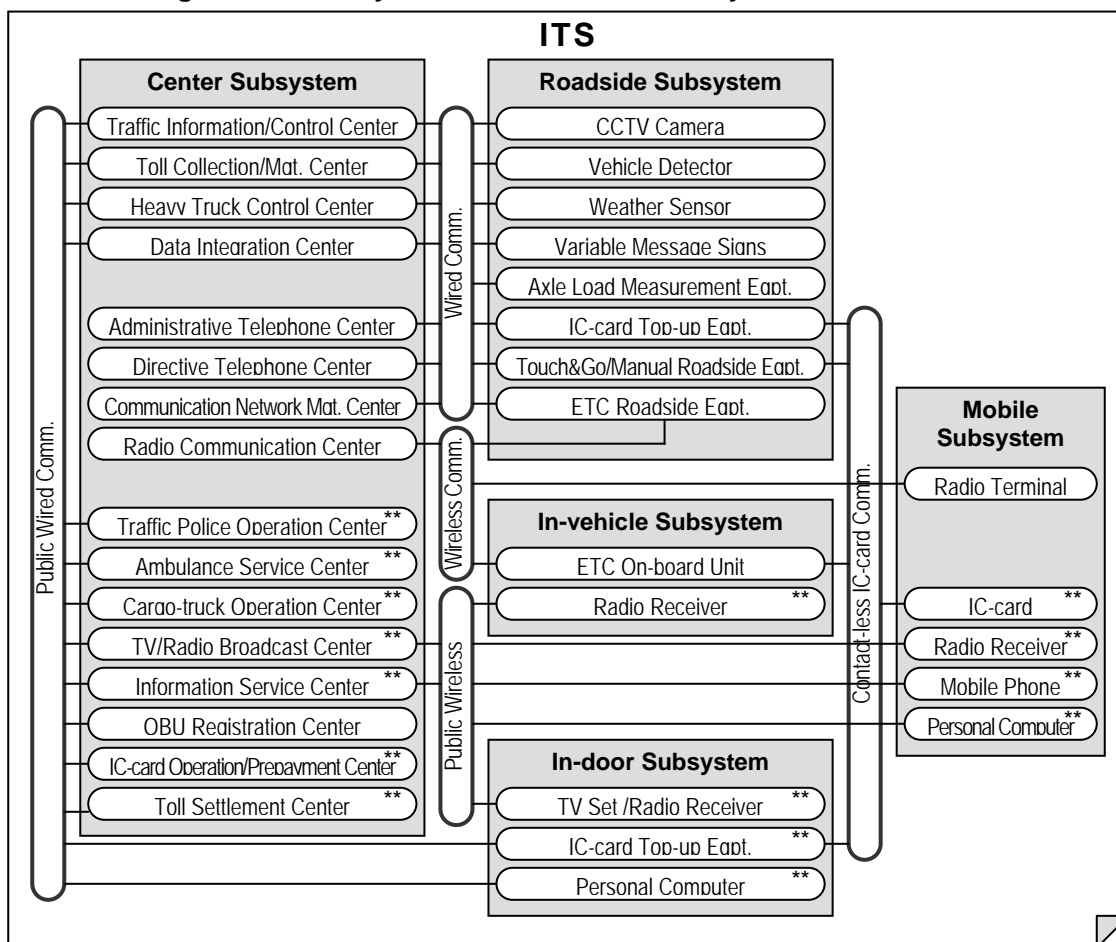 ITS
Center Subsystem
Traffic Information/Control Center
Toll Collection/Mgt. Center
Heavy Truck Control Center
Data Integration Center
Administrative Telephone Center
Directive Telephone Center
Communication Network Mgt. Center
Radio Communication Center
Traffic Police Operation Center**
Ambulance Service Center**
Cargo-truck Operation Center**
TV/Radio Broadcast Center**
Information Service Center**
OBU Registration Center
IC-card Operation/Prepayment Center**
Toll Settlement Center**
Public Wired Comm.
Wired Comm.
Wireless Comm.
Public Wireless
Roadside Subsystem
CCTV Camera
Vehicle Detector
Weather Sensor
Variable Message Signs
Axle Load Measurement Eqpt.
IC-card Top-up Eqpt.
Touch&Go/Manual Roadside Eqpt.
ETC Roadside Eqpt.
In-vehicle Subsystem
ETC On-board Unit
Radio Receiver**
In-door Subsystem
TV Set /Radio Receiver**
IC-card Top-up Eqpt.**
Personal Computer**
Contact-less IC-card Comm.
Mobile
Subsystem
Radio Terminal
IC-card**
Radio Receiver**
Mobile Phone**
Personal Computer**